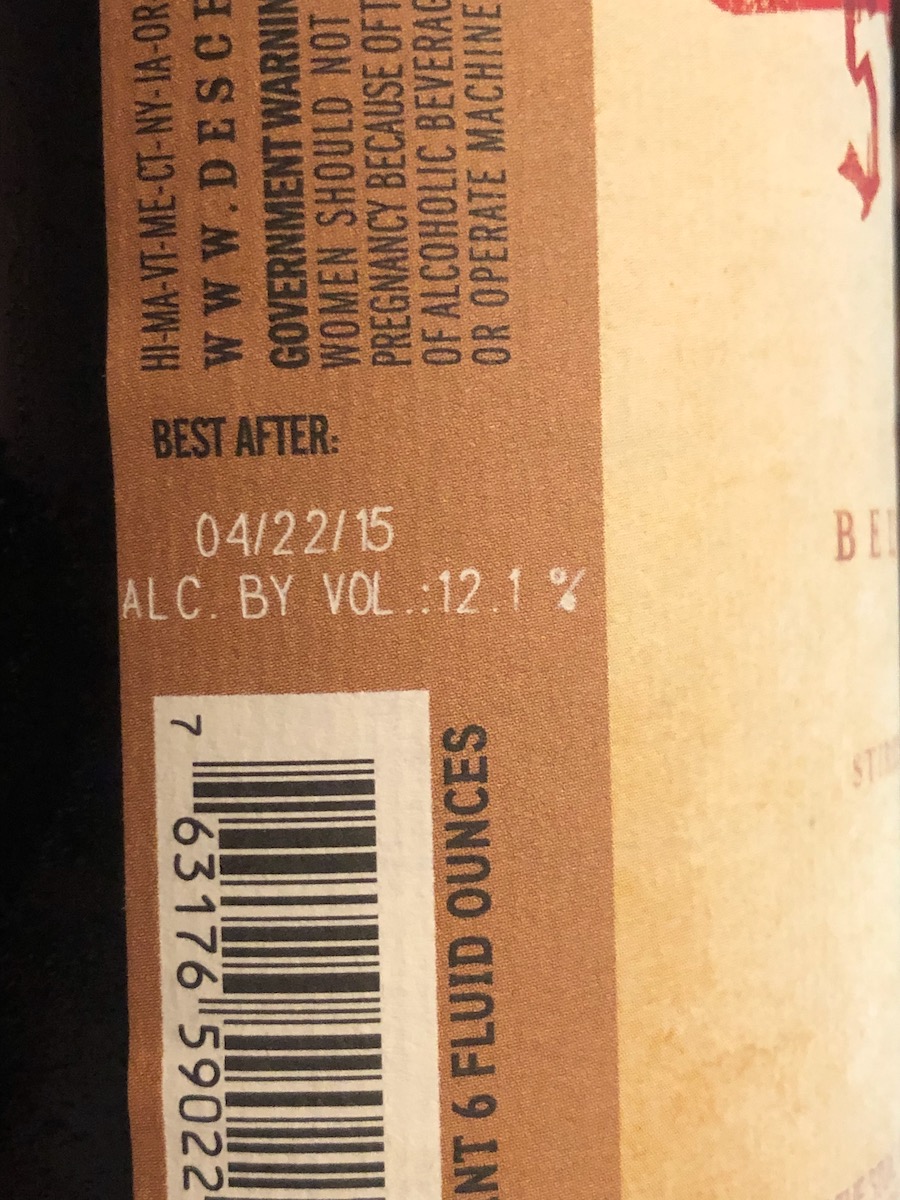 HI-MA-VT-ME-CT-NY-IA-OR
WWW.DESCH
GOVERNMENT WARNIN
WOMEN SHOULD NOT
PREGNANCY BECAUSE OF T
OF ALCOHOLIC BEVERAG
OR OPERATE MACHINE
BEST AFTER:
04/22/15
ALC. BY VOL.:12.1 %
7 63176 59022
NT 6 FLUID OUNCES